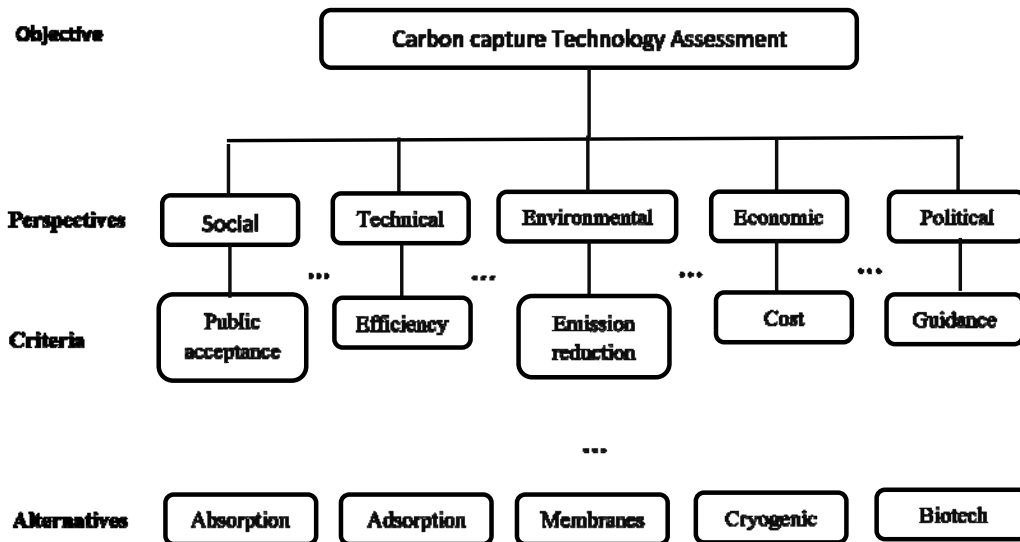 Objective
Carbon capture Technology Assessment
Perspectives
Social
Technical
Environmental
Economic
Political
...
...
...
...
Criteria
Public
acceptance
Efficiency
Emission
reduction
Cost
Guidance
...
Alternatives
Absorption
Adsorption
Membranes
Cryogenic
Biotech